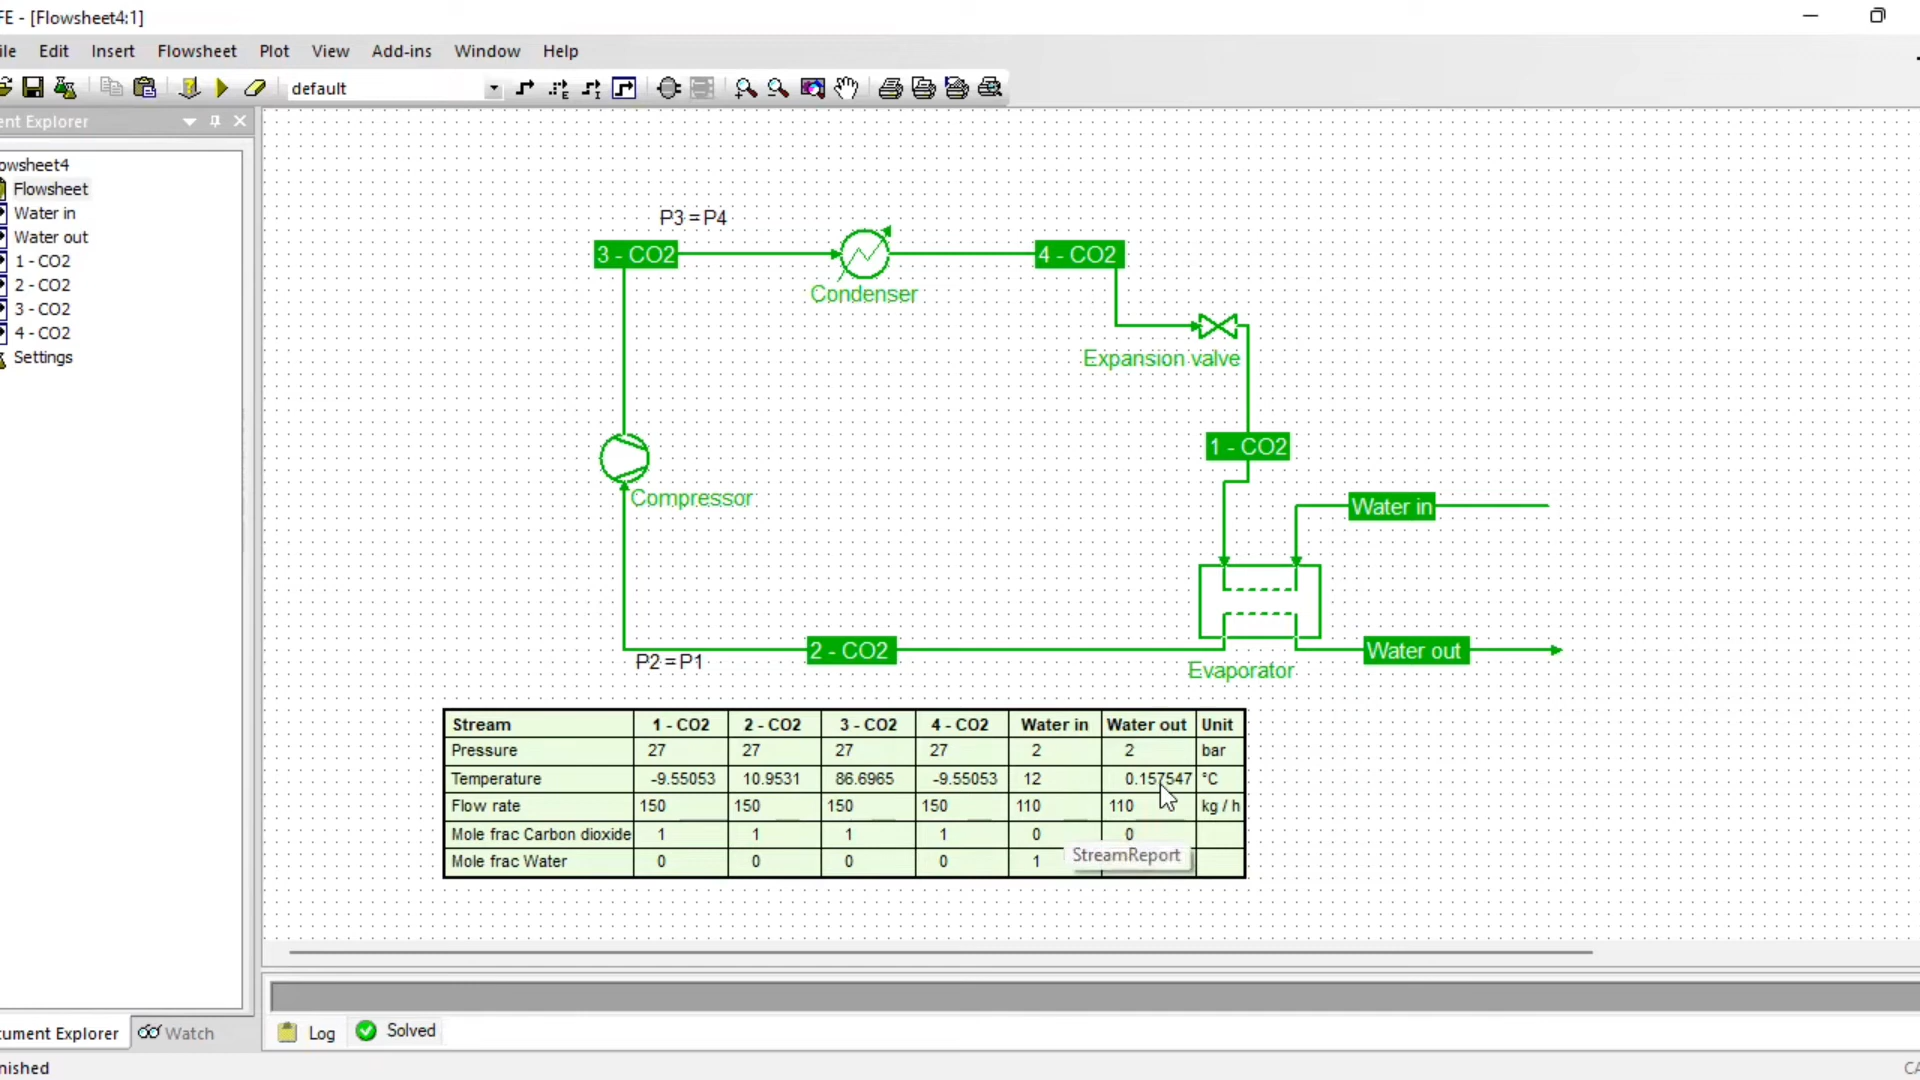 FE - [Flowsheet4:1]
ile Edit Insert Flowsheet Plot View Add-ins Window Help
default
ent Explorer
owsheet4
Flowsheet
Water in
Water out
1 - CO2
2 - CO2
3 - CO2
4 - CO2
Settings
P3 = P4
3 - CO2
4 - CO2
Condenser
Expansion valve
1 - CO2
Compressor
Water in
2 - CO2
Water out
P2 = P1
Evaporator
Stream 1 - CO2 2 - CO2 3 - CO2 4 - CO2 Water in Water out Unit
Pressure 27 27 27 27 2 2 bar
Temperature -9.55053 10.9531 86.6965 -9.55053 12 0.157547 °C
Flow rate 150 150 150 150 110 110 kg / h
Mole frac Carbon dioxide 1 1 1 1 0 0
Mole frac Water 0 0 0 0 1
StreamReport
cument Explorer Watch
Log Solved
nished
CA